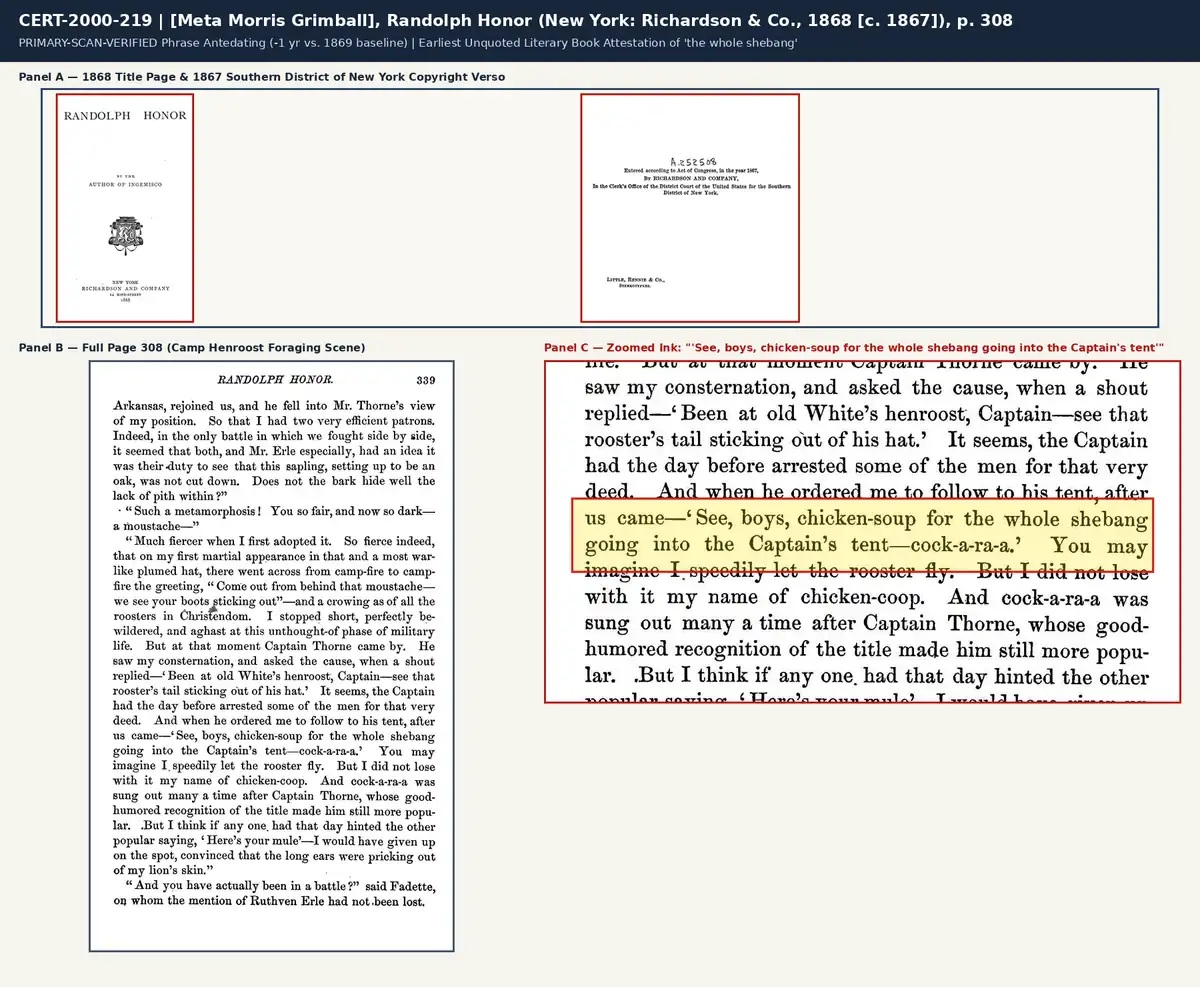 CERT-2000-219 | [Meta Morris Grimball], Randolph Honor (New York: Richardson & Co., 1868 [c. 1867]), p. 308
PRIMARY-SCAN-VERIFIED Phrase Antedating (-1 yr vs. 1869 baseline) | Earliest Unquoted Literary Book Attestation of 'the whole shebang'
Panel A — 1868 Title Page & 1867 Southern District of New York Copyright Verso
RANDOLPH HONOR
BY THE
AUTHOR OF INGEMISCO
NEW YORK
RICHARDSON AND COMPANY
14 BOND-STREET
1868
A.252508
Entered according to Act of Congress, in the year 1867,
By RICHARDSON AND COMPANY,
In the Clerk's Office of the District Court of the United States for the Southern
District of New York.
LITTLE, RENNIE & CO.,
STEREOTYPERS.
Panel B — Full Page 308 (Camp Henroost Foraging Scene)
RANDOLPH HONOR. 339
Arkansas, rejoined us, and he fell into Mr. Thorne's view
of my position. So that I had two very efficient patrons.
Indeed, in the only battle in which we fought side by side,
it seemed that both, and Mr. Erle especially, had an idea it
was their duty to see that this sapling, setting up to be an
oak, was not cut down. Does not the bark hide well the
lack of pith within?"
"Such a metamorphosis! You so fair, and now so dark—
a moustache—"
"Much fiercer when I first adopted it. So fierce indeed,
that on my first martial appearance in that and a most war-
like plumed hat, there went across from camp-fire to camp-
fire the greeting, "Come out from behind that moustache—
we see your boots sticking out"—and a crowing as of all the
roosters in Christendom. I stopped short, perfectly be-
wildered, and aghast at this unthought-of phase of military
life. But at that moment Captain Thorne came by. He
saw my consternation, and asked the cause, when a shout
replied—'Been at old White's henroost, Captain—see that
rooster's tail sticking out of his hat.' It seems, the Captain
had the day before arrested some of the men for that very
deed. And when he ordered me to follow to his tent, after
us came—'See, boys, chicken-soup for the whole shebang
going into the Captain's tent—cock-a-ra-a.' You may
imagine I speedily let the rooster fly. But I did not lose
with it my name of chicken-coop. And cock-a-ra-a was
sung out many a time after Captain Thorne, whose good-
humored recognition of the title made him still more popu-
lar. But I think if any one had that day hinted the other
popular saying, 'Here's your mule'—I would have given up
on the spot, convinced that the long ears were pricking out
of my lion's skin."
"And you have actually been in a battle?" said Fadette,
on whom the mention of Ruthven Erle had not been lost.
Panel C — Zoomed Ink: "'See, boys, chicken-soup for the whole shebang going into the Captain's tent'"
life. But at that moment Captain Thorne came by. He
saw my consternation, and asked the cause, when a shout
replied—'Been at old White's henroost, Captain—see that
rooster's tail sticking out of his hat.' It seems, the Captain
had the day before arrested some of the men for that very
deed. And when he ordered me to follow to his tent, after
us came—'See, boys, chicken-soup for the whole shebang
going into the Captain's tent—cock-a-ra-a.' You may
imagine I speedily let the rooster fly. But I did not lose
with it my name of chicken-coop. And cock-a-ra-a was
sung out many a time after Captain Thorne, whose good-
humored recognition of the title made him still more popu-
lar. But I think if any one had that day hinted the other
popular saying, 'Here's your mule'—I would have given up